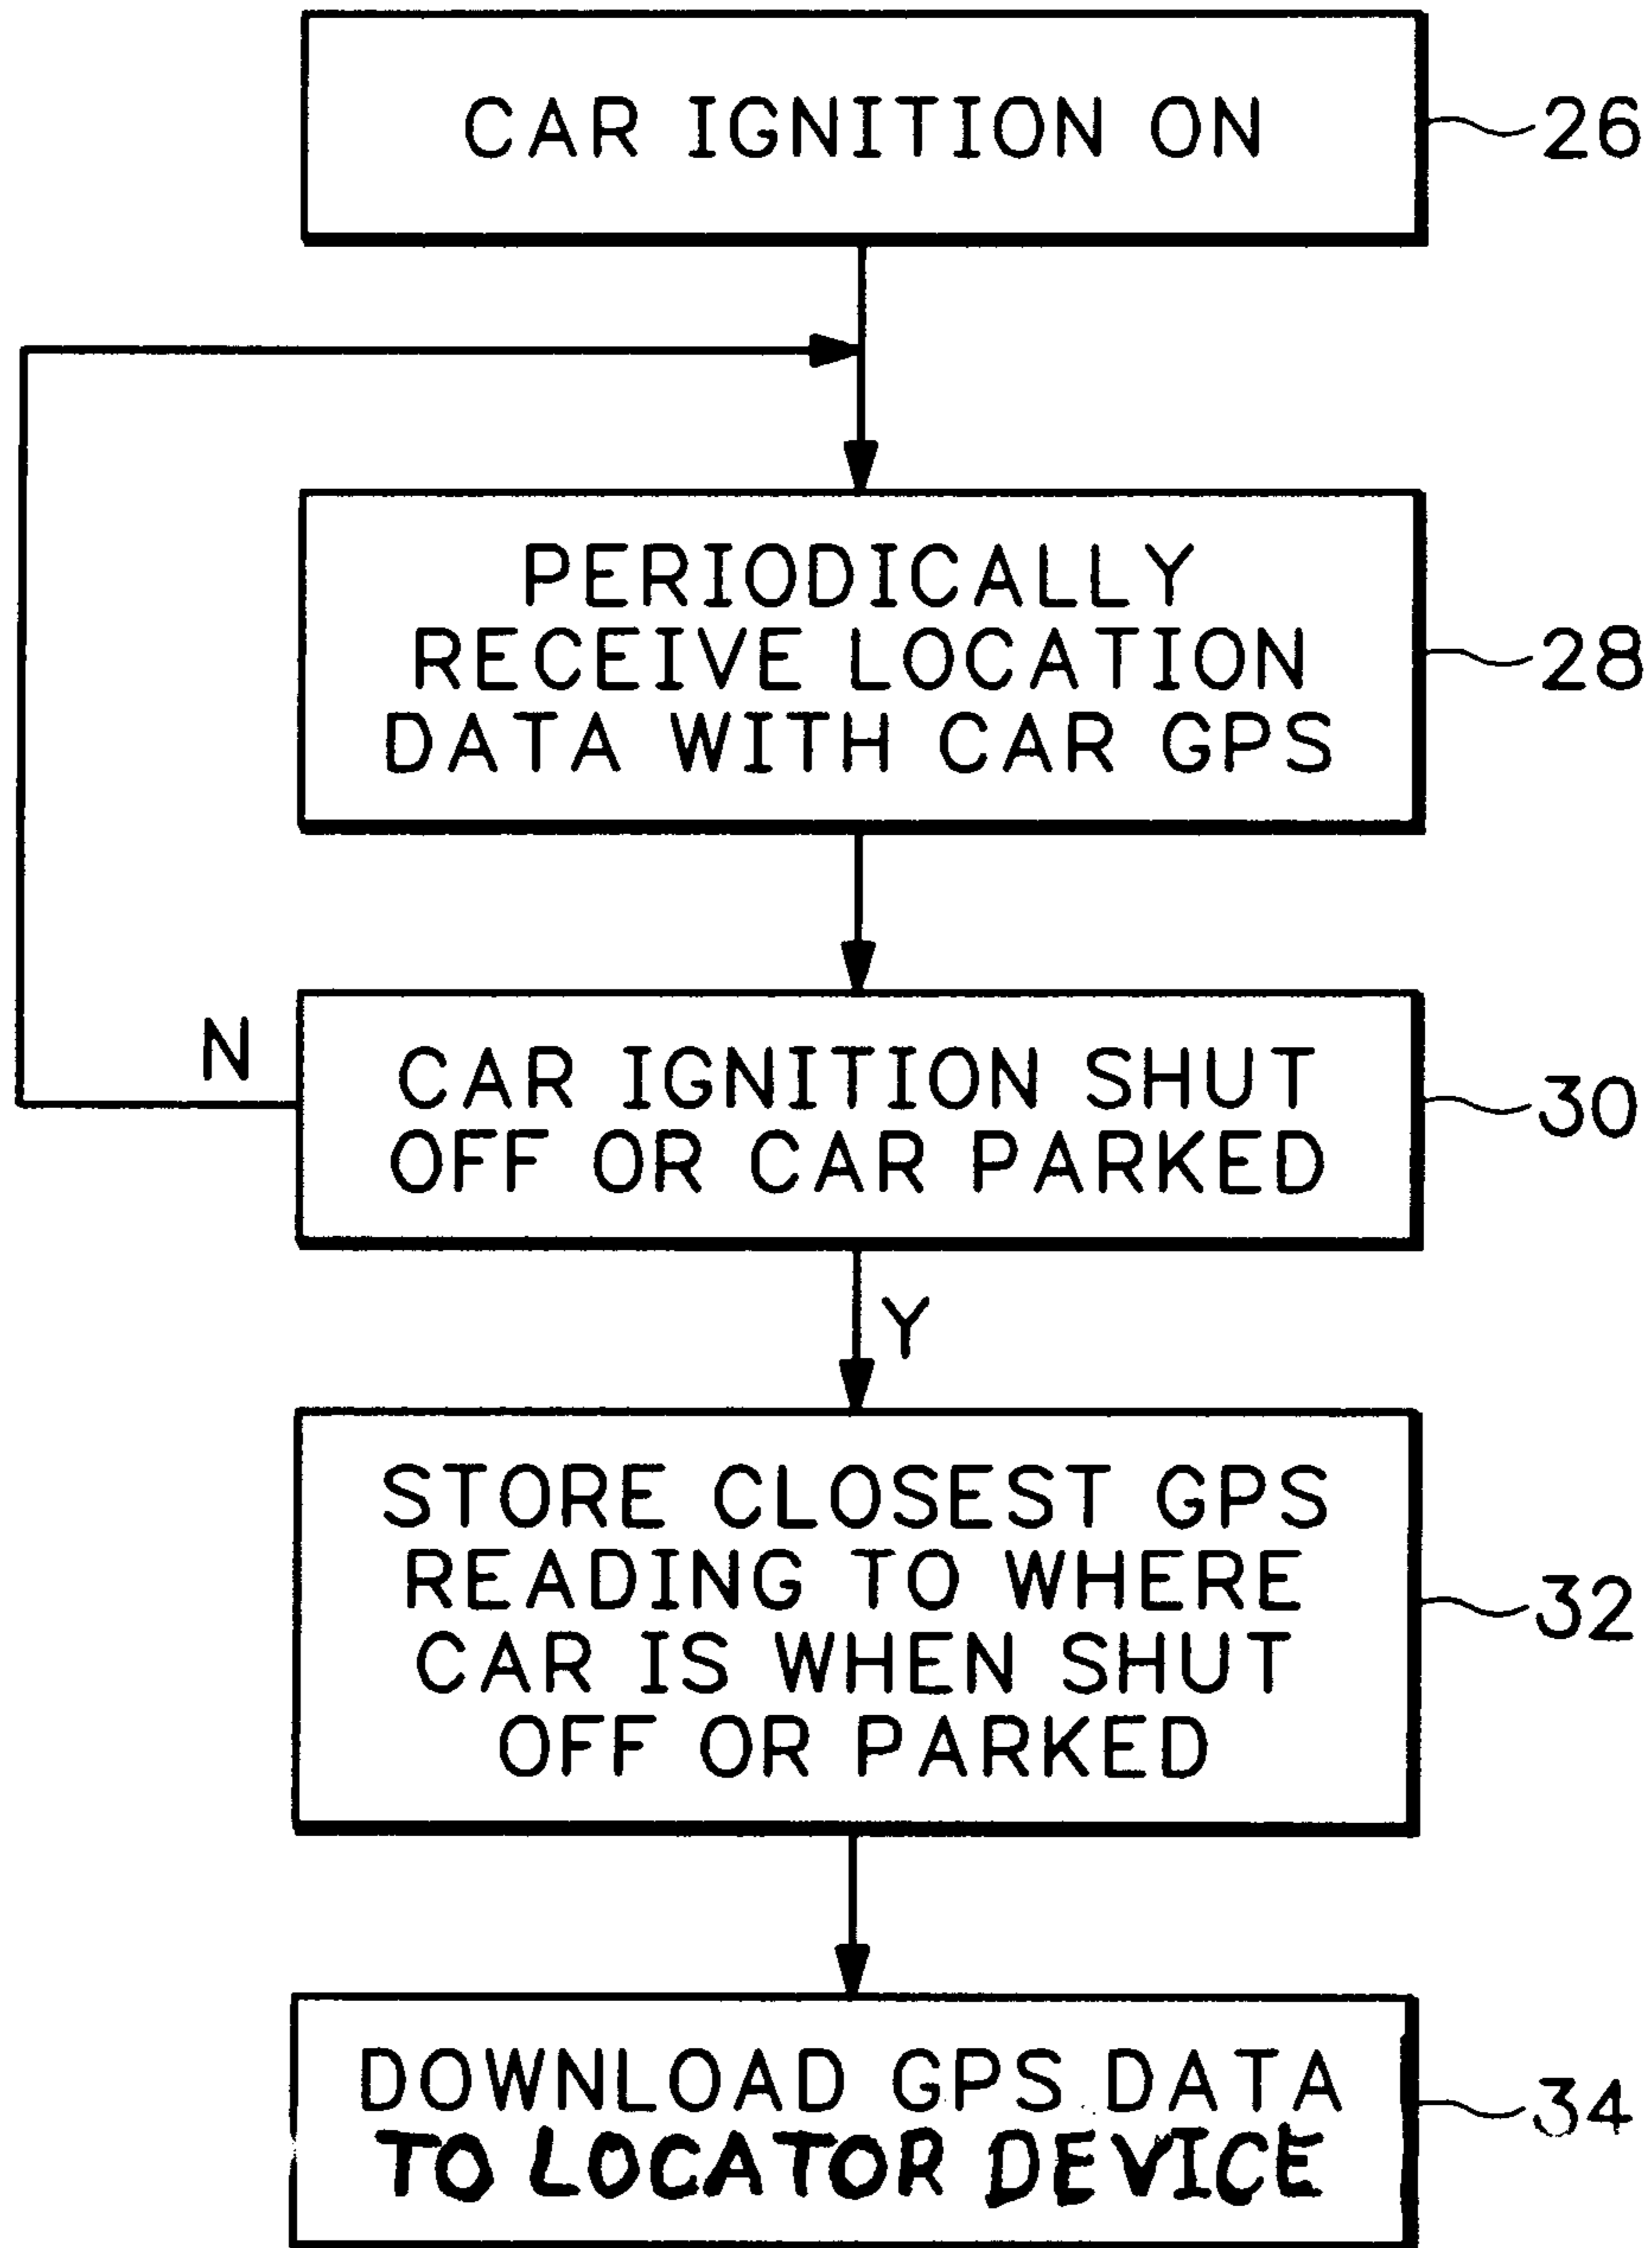 CAR IGNITION ON
26
PERIODICALLY
RECEIVE LOCATION
DATA WITH CAR GPS
28
N
CAR IGNITION SHUT
OFF OR CAR PARKED
30
Y
STORE CLOSEST GPS
READING TO WHERE
CAR IS WHEN SHUT
OFF OR PARKED
32
DOWNLOAD GPS DATA
TO LOCATOR DEVICE
34